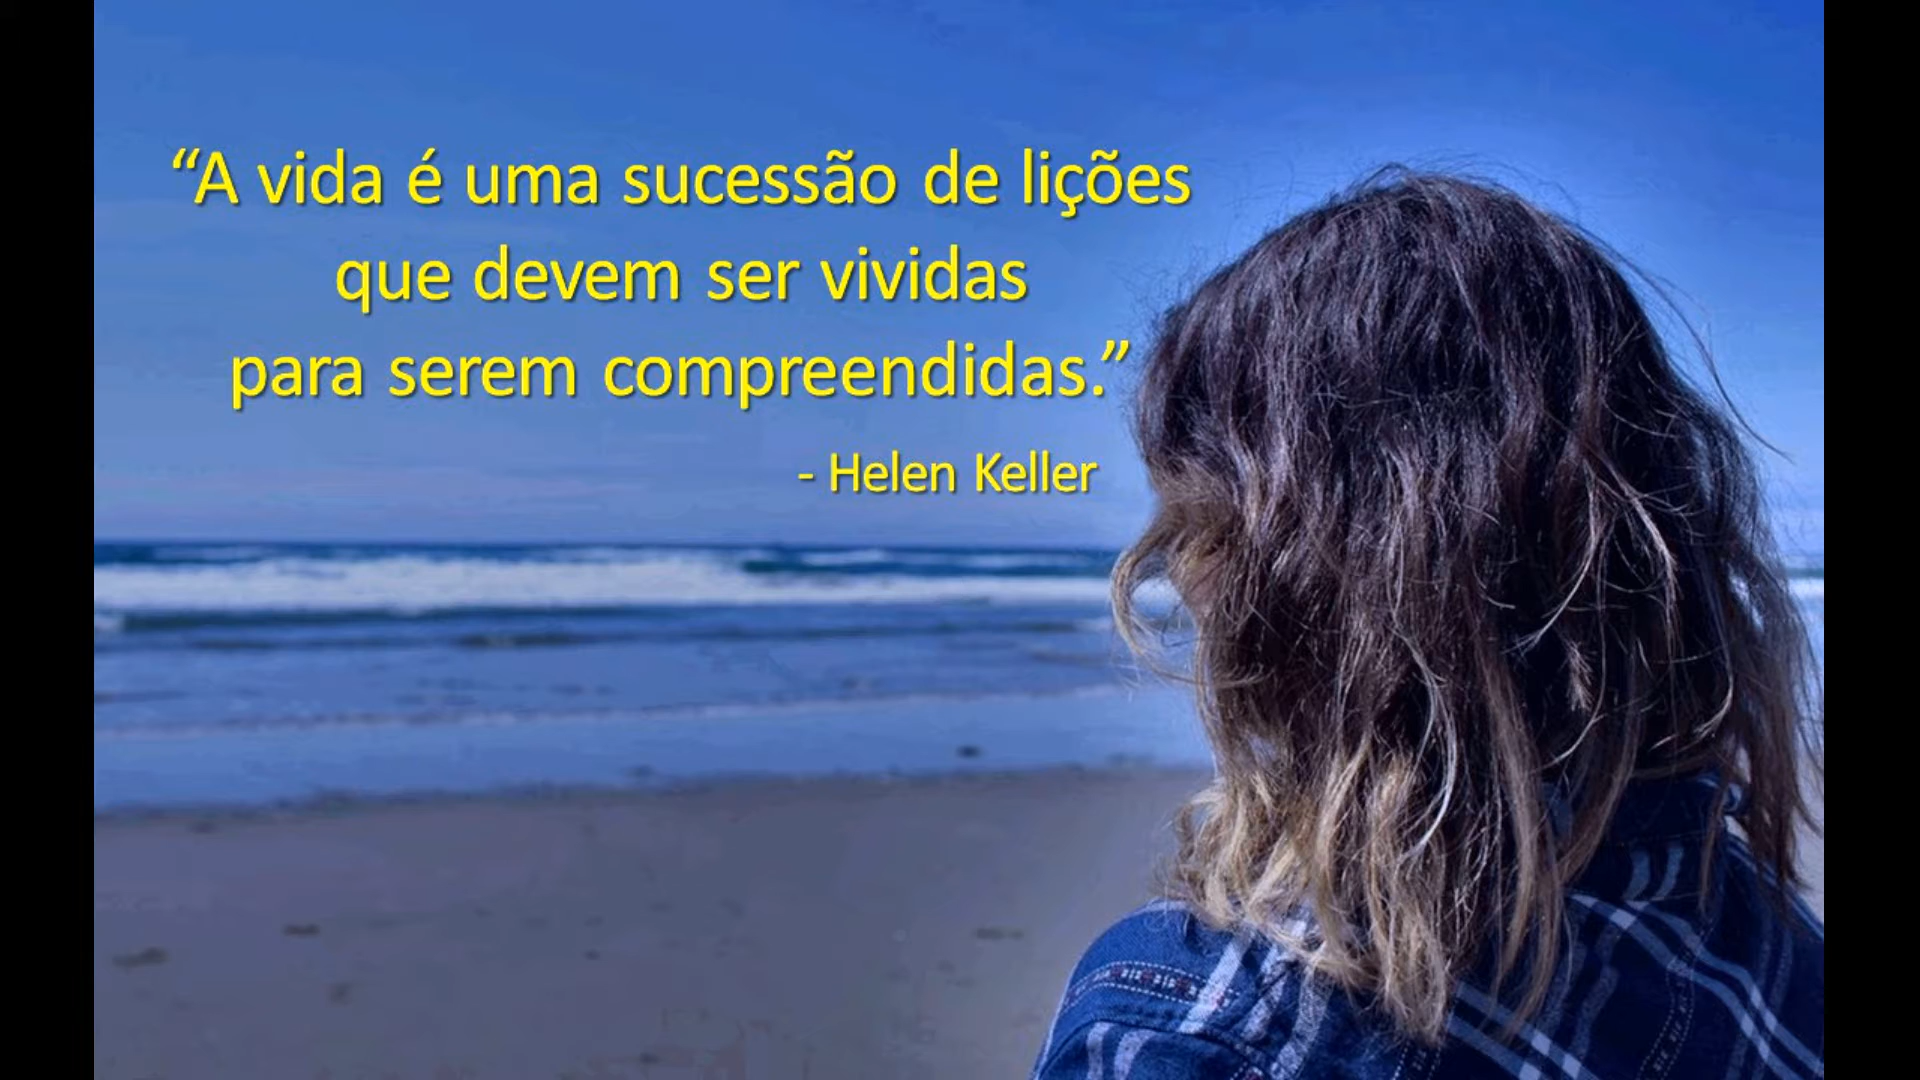 “A vida é uma sucessão de lições
que devem ser vividas
para serem compreendidas.”
- Helen Keller